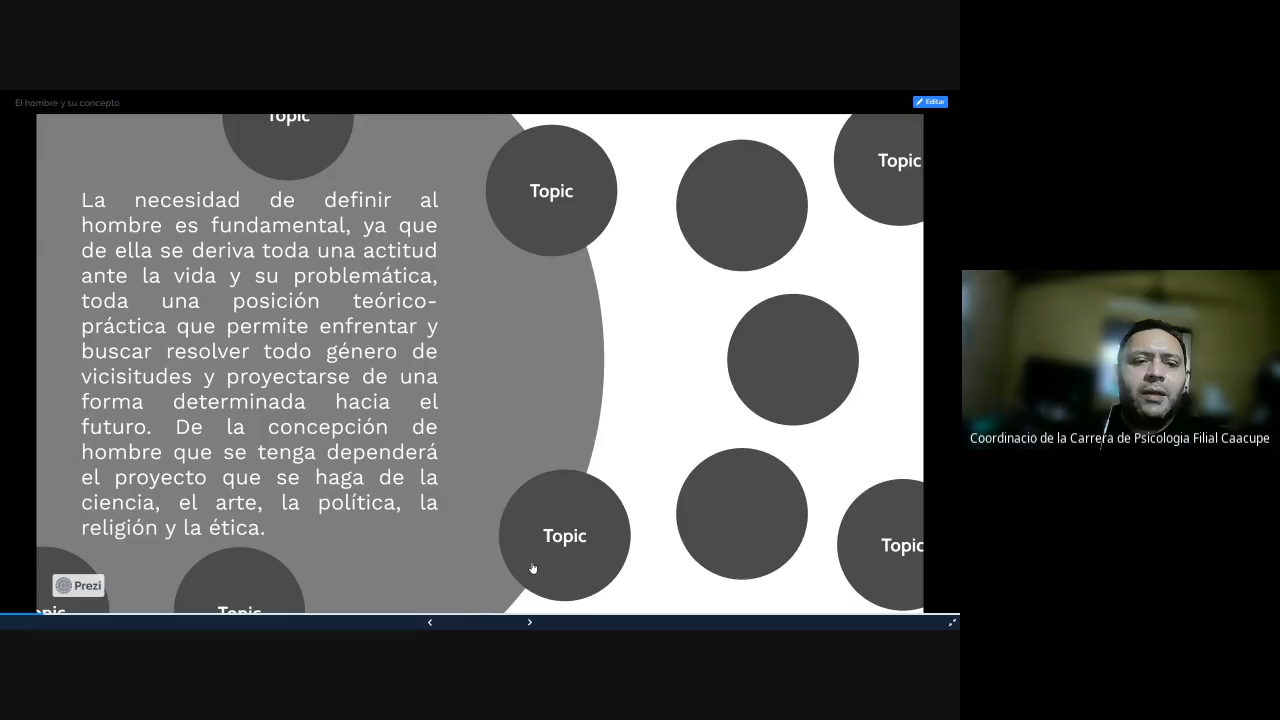 El hombre y su concepto
Editar
Topic
Topic
Topic
La necesidad de definir al
hombre es fundamental, ya que
de ella se deriva toda una actitud
ante la vida y su problemática,
toda una posición teórico-
práctica que permite enfrentar y
buscar resolver todo género de
vicisitudes y proyectarse de una
forma determinada hacia el
futuro. De la concepción de
hombre que se tenga dependerá
el proyecto que se haga de la
ciencia, el arte, la política, la
religión y la ética.
Topic
Topic
Prezi
opic
Topic
Coordinacio de la Carrera de Psicologia Filial Caacupe